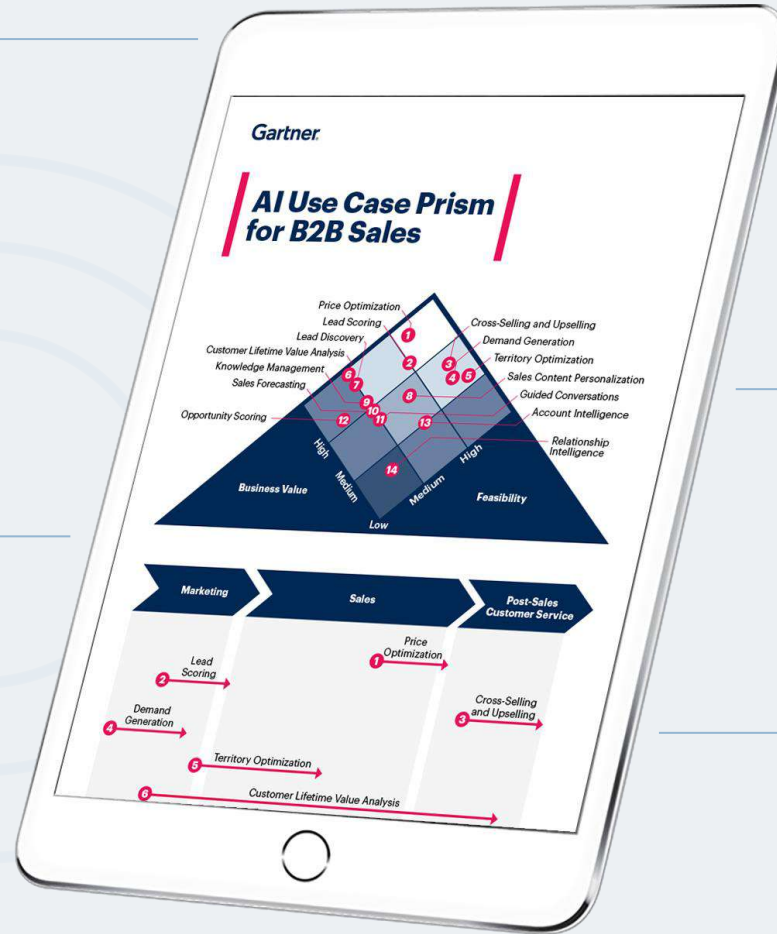 Gartner
AI Use Case Prism
for B2B Sales
Price Optimization
Lead Scoring
Lead Discovery
Customer Lifetime Value Analysis
Knowledge Management
Sales Forecasting
Opportunity Scoring
Cross-Selling and Upselling
Demand Generation
Territory Optimization
Sales Content Personalization
Guided Conversations
Account Intelligence
Relationship
Intelligence
1
2
3
4
5
6
7
8
9
10
11
12
13
14
High
Medium
Low
Medium
High
Business Value
Feasibility
Marketing
Sales
Post-Sales
Customer Service
1
Price
Optimization
2
Lead
Scoring
3
Cross-Selling
and Upselling
4
Demand
Generation
5
Territory Optimization
6
Customer Lifetime Value Analysis